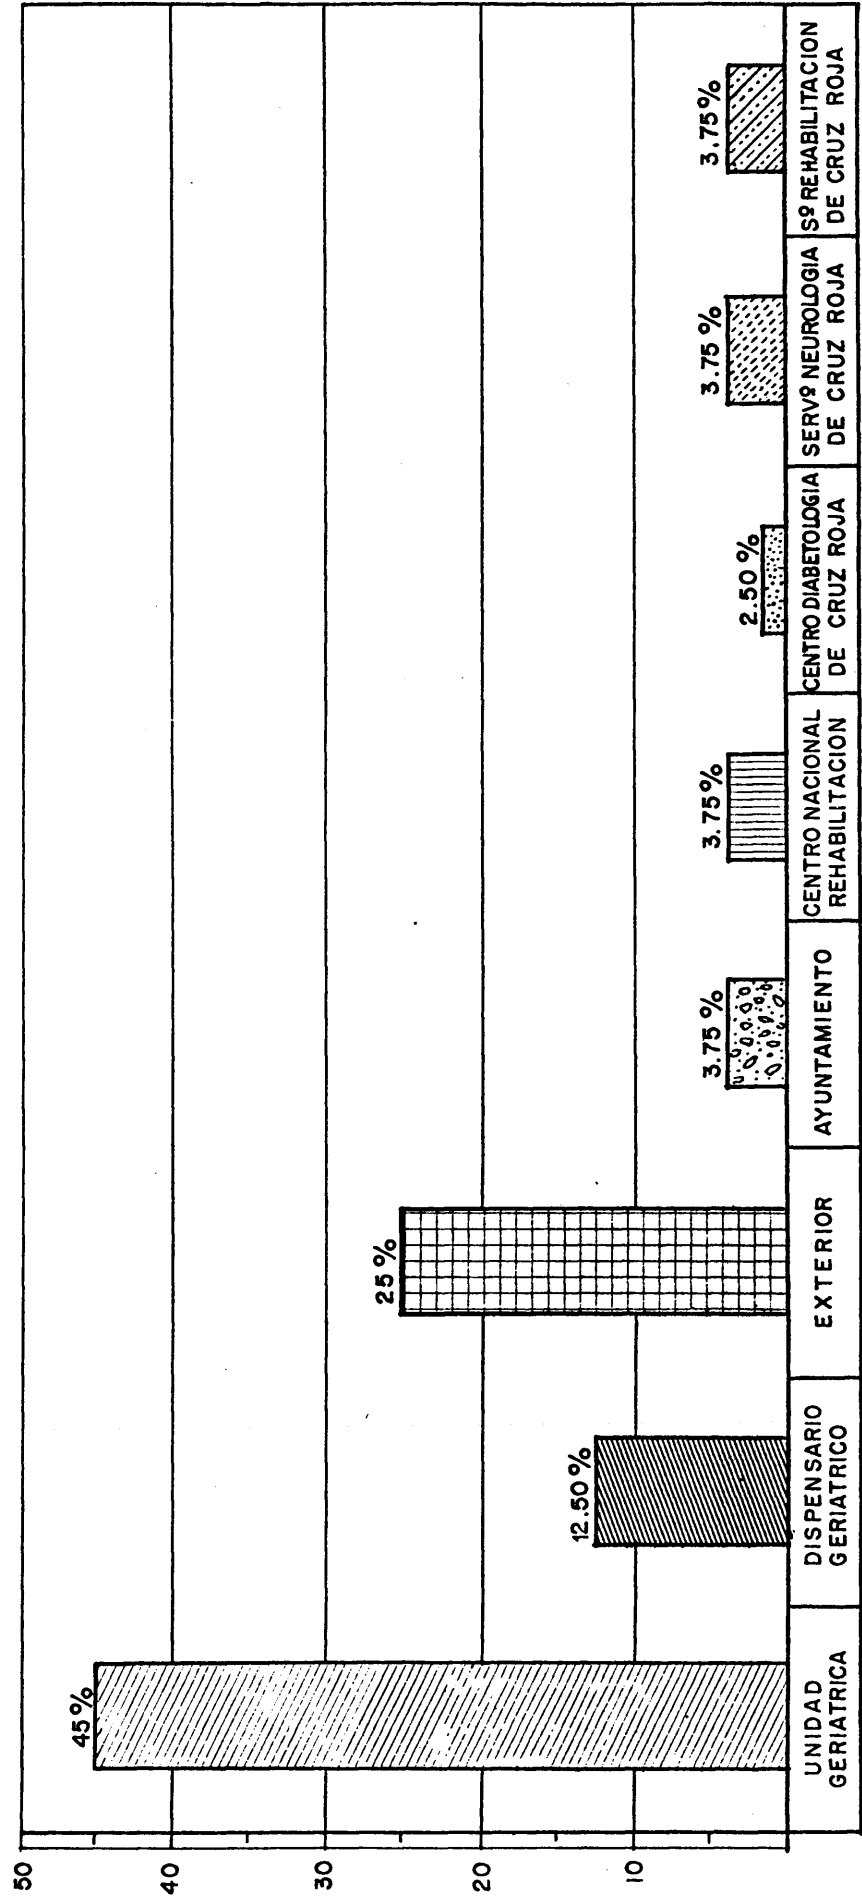 50
40
30
20
10
45%
12.50%
25%
3.75%
3.75%
2.50%
3.75%
3.75%
UNIDAD
GERIATRICA
DISPENSARIO
GERIATRICO
EXTERIOR
AYUNTAMIENTO
CENTRO NACIONAL
REHABILITACION
CENTRO DIABETOLOGIA
DE CRUZ ROJA
SERVº NEUROLOGIA
DE CRUZ ROJA
Sº REHABILITACION
DE CRUZ ROJA